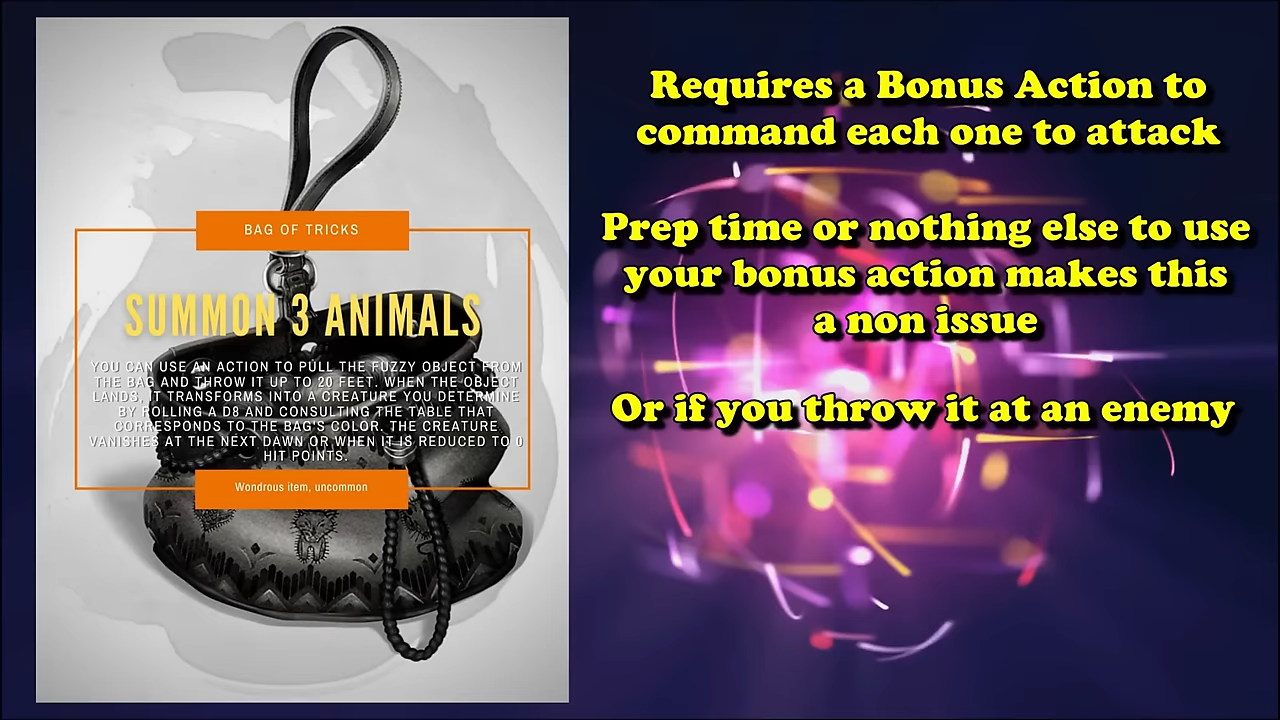 BAG OF TRICKS
SUMMON 3 ANIMALS
YOU CAN USE AN ACTION TO PULL THE FUZZY OBJECT FROM
THE BAG AND THROW IT UP TO 20 FEET. WHEN THE OBJECT
LANDS, IT TRANSFORMS INTO A CREATURE YOU DETERMINE
BY ROLLING A D8 AND CONSULTING THE TABLE THAT
CORRESPONDS TO THE BAG'S COLOR. THE CREATURE
VANISHES AT THE NEXT DAWN OR WHEN IT IS REDUCED TO 0
HIT POINTS.
Wondrous item, uncommon
Requires a Bonus Action to
command each one to attack
Prep time or nothing else to use
your bonus action makes this
a non issue
Or if you throw it at an enemy